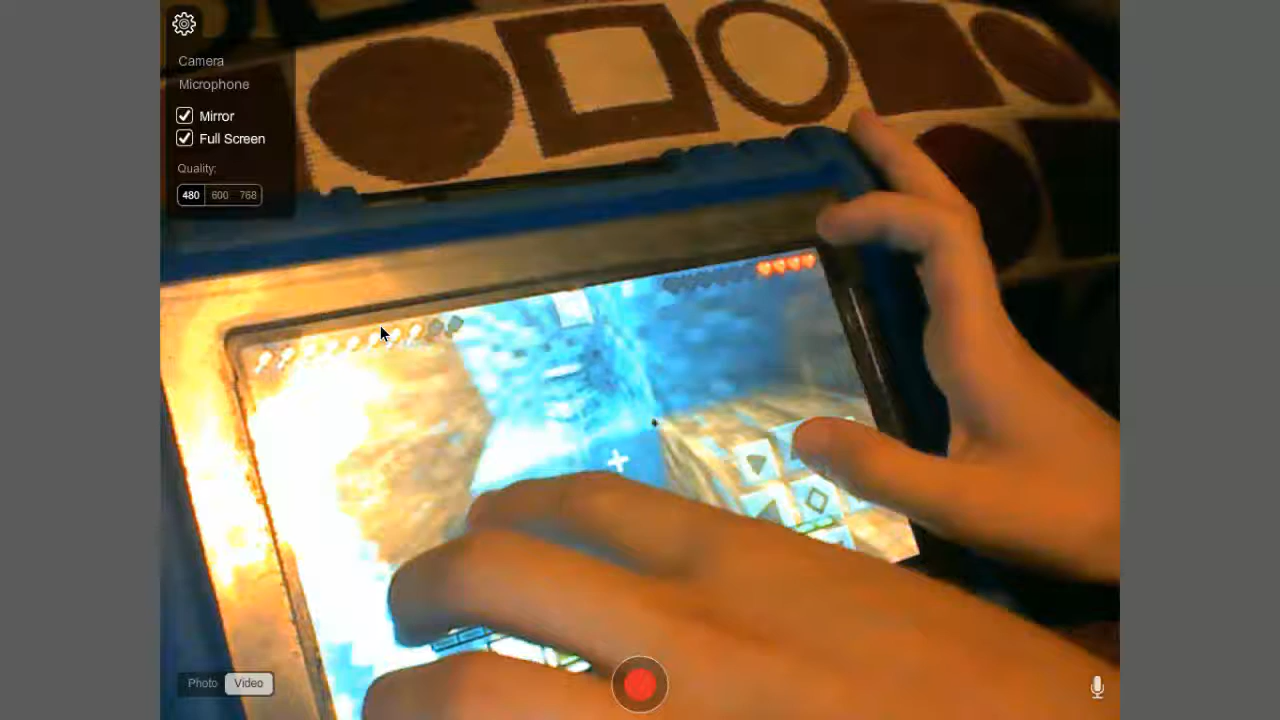 Camera
Microphone
Mirror
Full Screen
Quality:
480 600 768
Photo Video